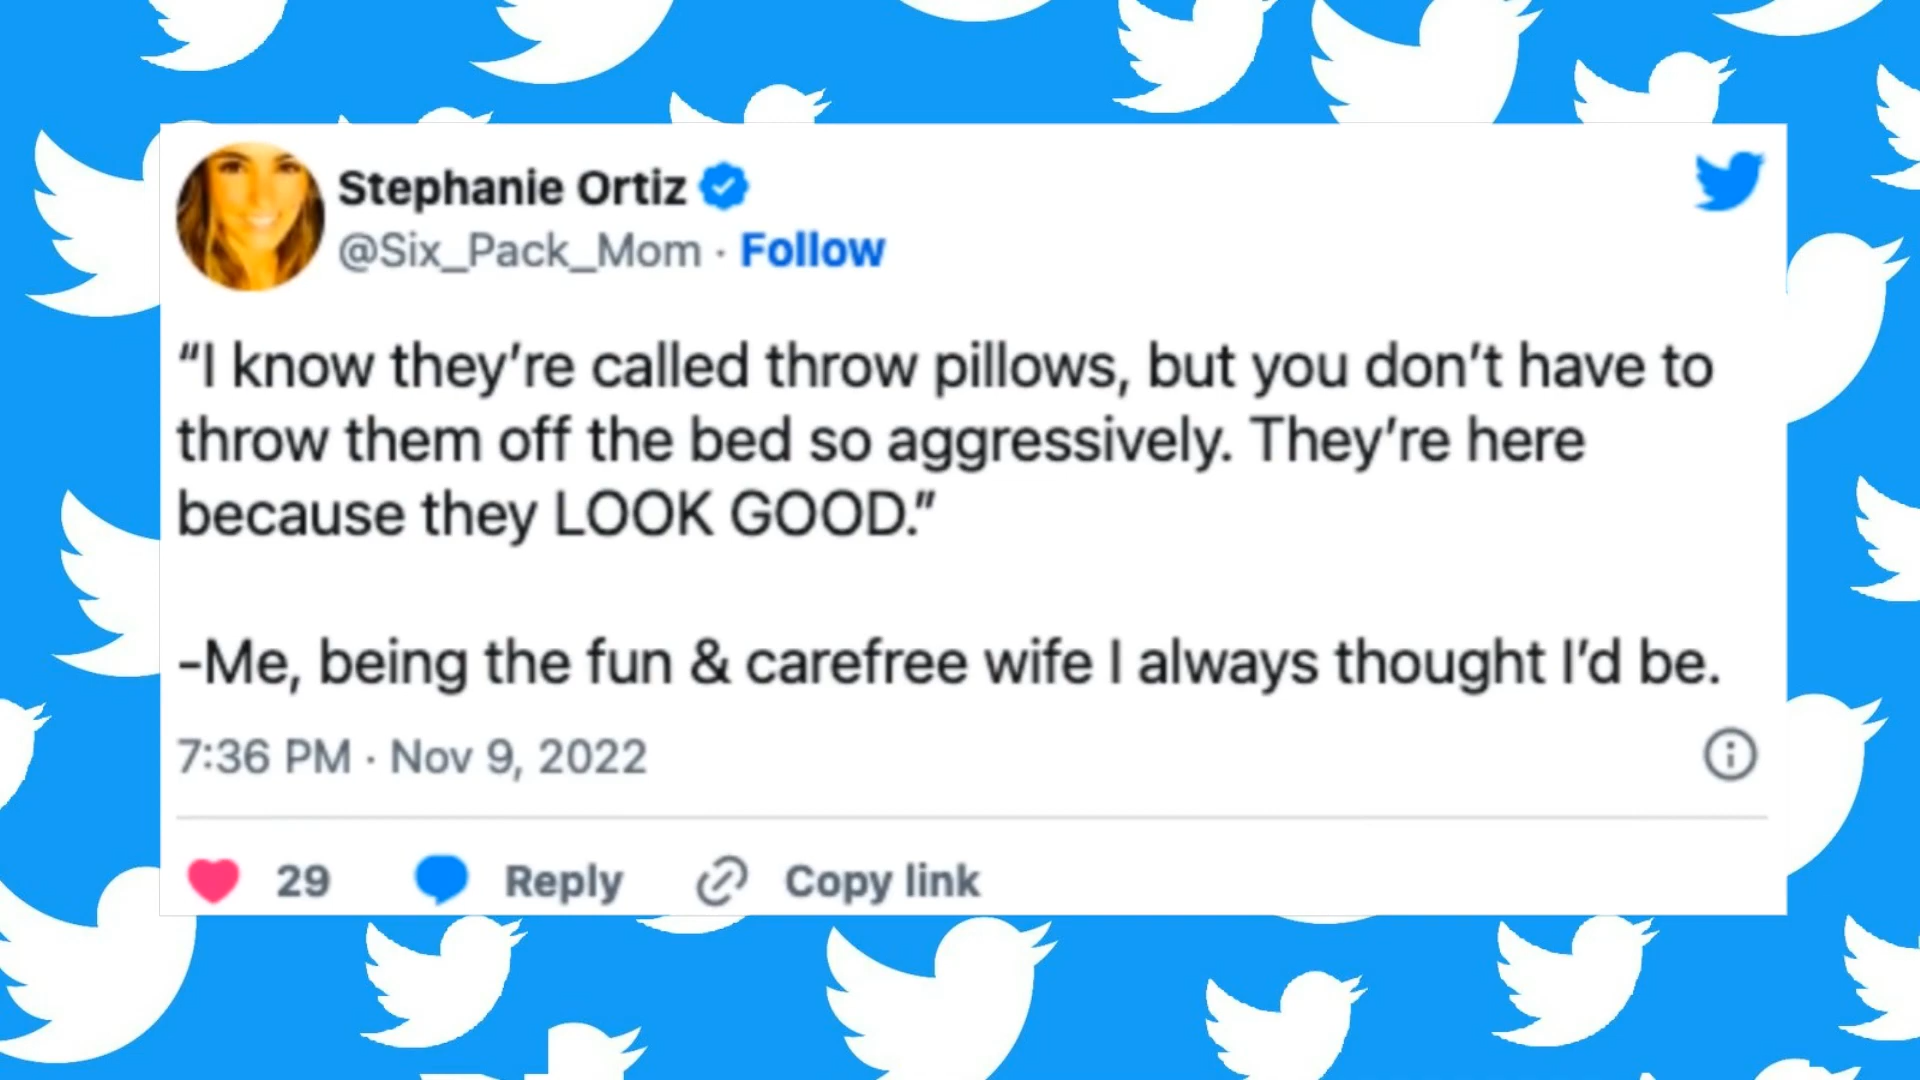 Stephanie Ortiz
@Six_Pack_Mom · Follow
“I know they’re called throw pillows, but you don’t have to
throw them off the bed so aggressively. They’re here
because they LOOK GOOD.”
-Me, being the fun & carefree wife I always thought I’d be.
7:36 PM · Nov 9, 2022
29 Reply Copy link